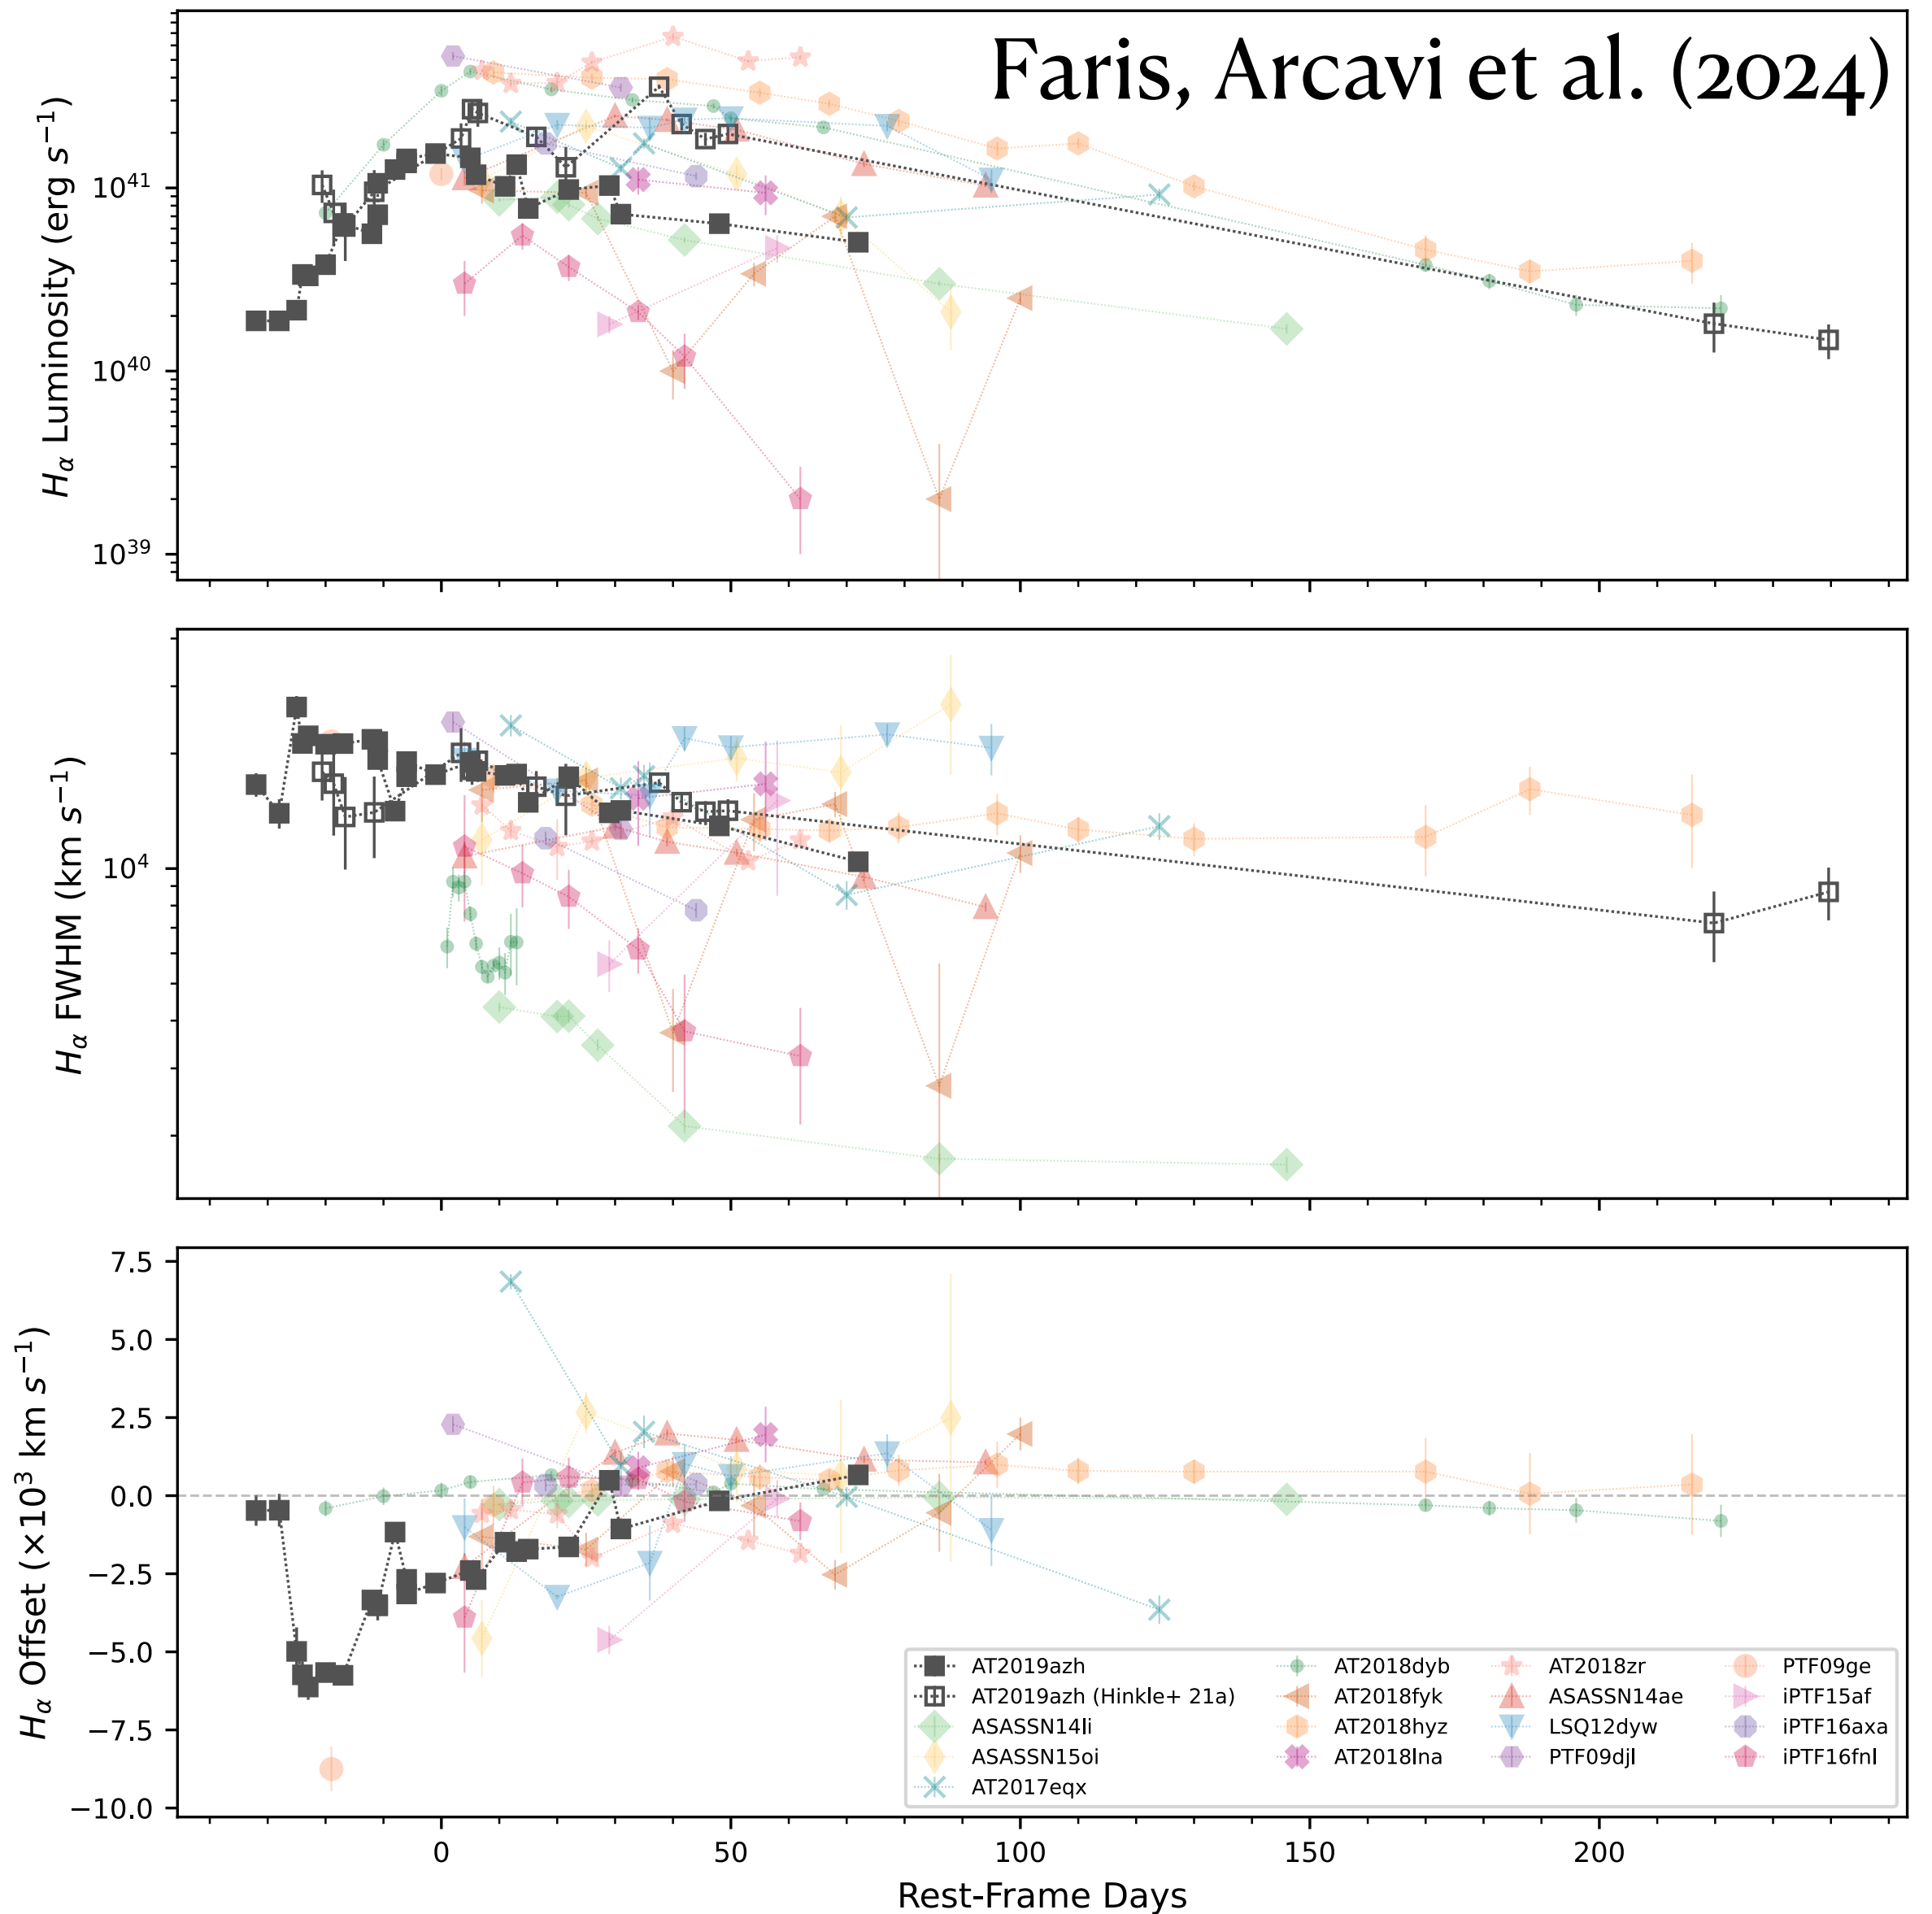 Faris, Arcavi et al. (2024)
H_α Luminosity (erg s⁻¹)
10⁴¹
10⁴⁰
10³⁹
H_α FWHM (km s⁻¹)
10⁴
H_α Offset (×10³ km s⁻¹)
7.5
5.0
2.5
0.0
−2.5
−5.0
−7.5
−10.0
AT2019azh
AT2019azh (Hinkle+ 21a)
ASASSN14li
ASASSN15oi
AT2017eqx
AT2018dyb
AT2018fyk
AT2018hyz
AT2018lna
AT2018zr
ASASSN14ae
LSQ12dyw
PTF09djl
PTF09ge
iPTF15af
iPTF16axa
iPTF16fnl
0 50 100 150 200
Rest-Frame Days